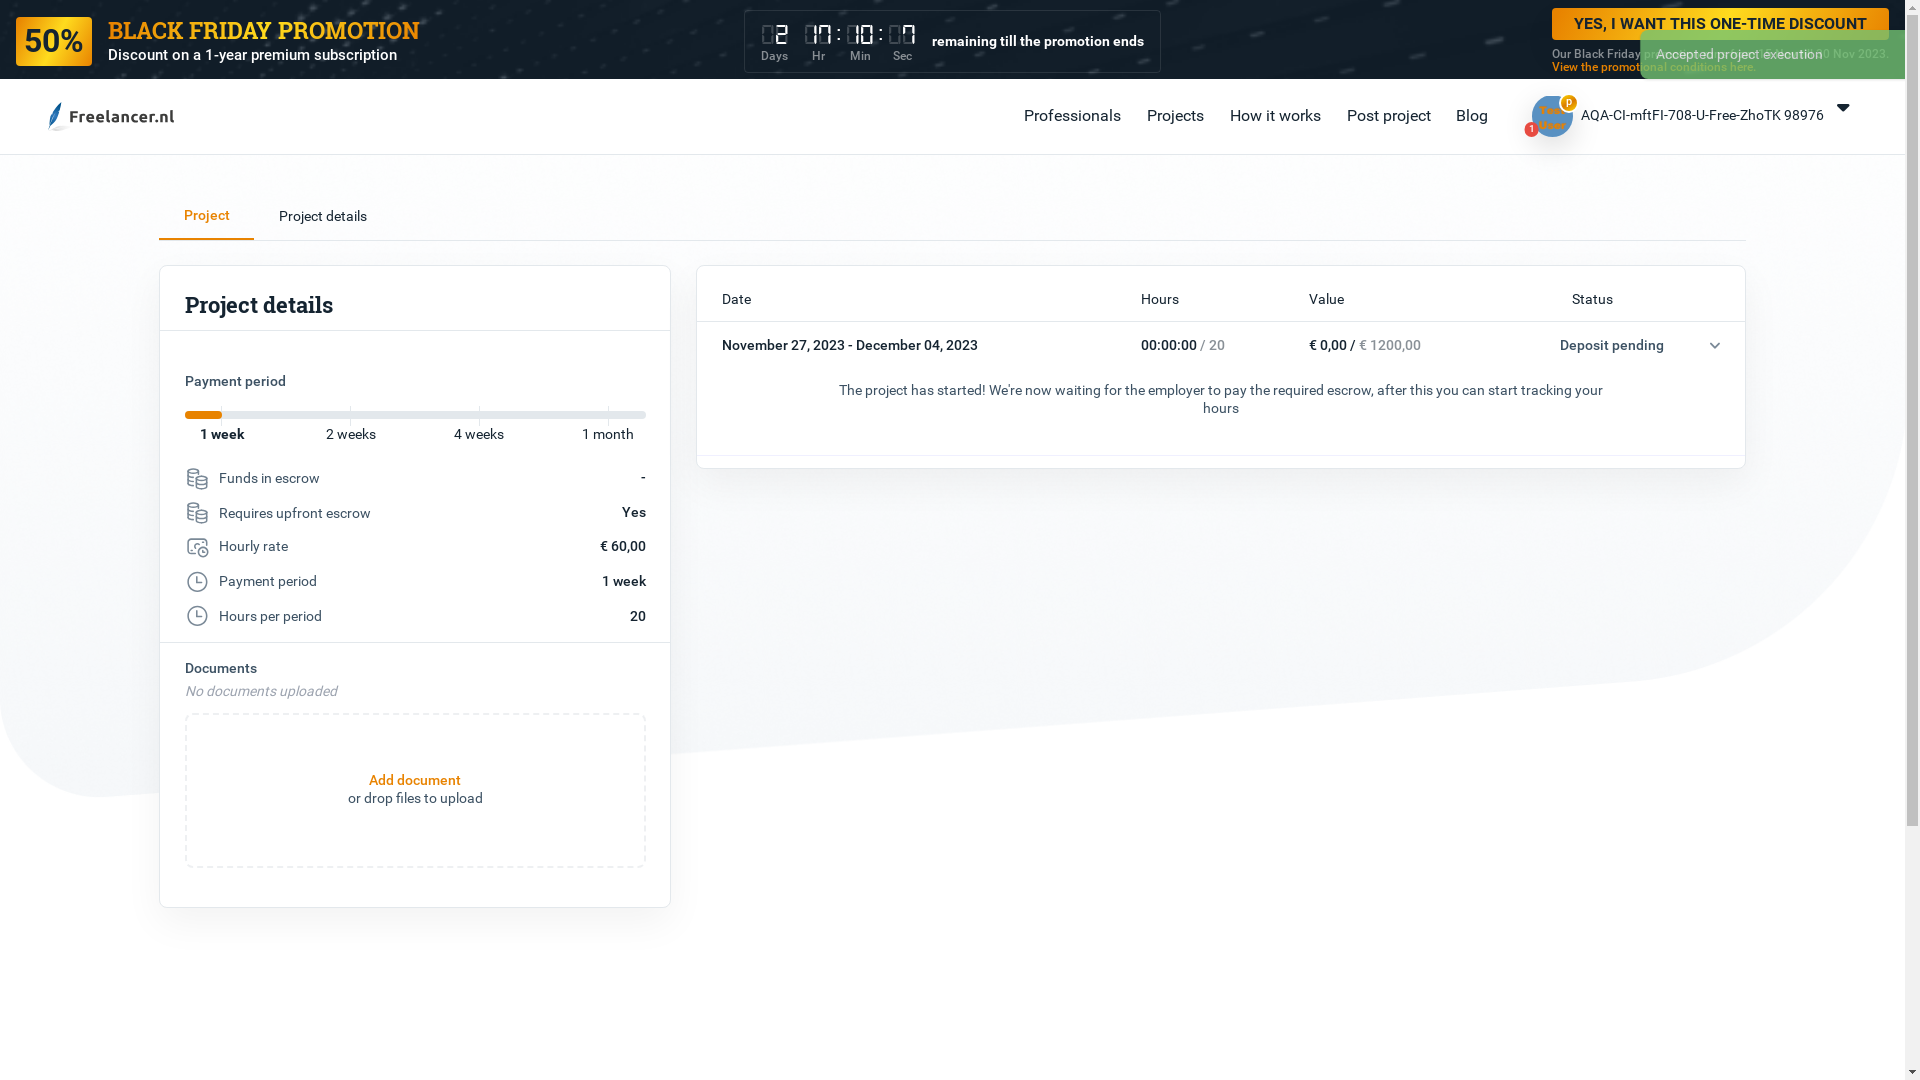 50%
BLACK FRIDAY PROMOTION
Discount on a 1-year premium subscription
2 17 : 10 : 7
Days Hr Min Sec
remaining till the promotion ends
YES, I WANT THIS ONE-TIME DISCOUNT
Our Black Friday Nov 2023.
View the promotional conditions here.
Accepted project execution
Freelancer.nl
Professionals
Projects
How it works
Post project
Blog
Test User
P
1
AQA-CI-mftFI-708-U-Free-ZhoTK 98976
Project
Project details
Project details
Payment period
1 week
2 weeks
4 weeks
1 month
Funds in escrow -
Requires upfront escrow Yes
Hourly rate € 60,00
Payment period 1 week
Hours per period 20
Documents
No documents uploaded
Add document
or drop files to upload
Date Hours Value Status
November 27, 2023 - December 04, 2023 00:00:00 / 20 € 0,00 / € 1200,00 Deposit pending
The project has started! We're now waiting for the employer to pay the required escrow, after this you can start tracking your
hours